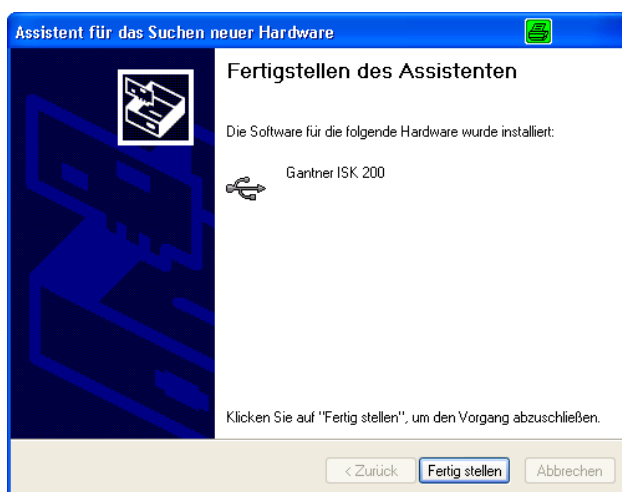 Assistent für das Suchen neuer Hardware
Fertigstellen des Assistenten
Die Software für die folgende Hardware wurde installiert:
Gantner ISK 200
Klicken Sie auf "Fertig stellen", um den Vorgang abzuschließen.
< Zurück Fertig stellen Abbrechen